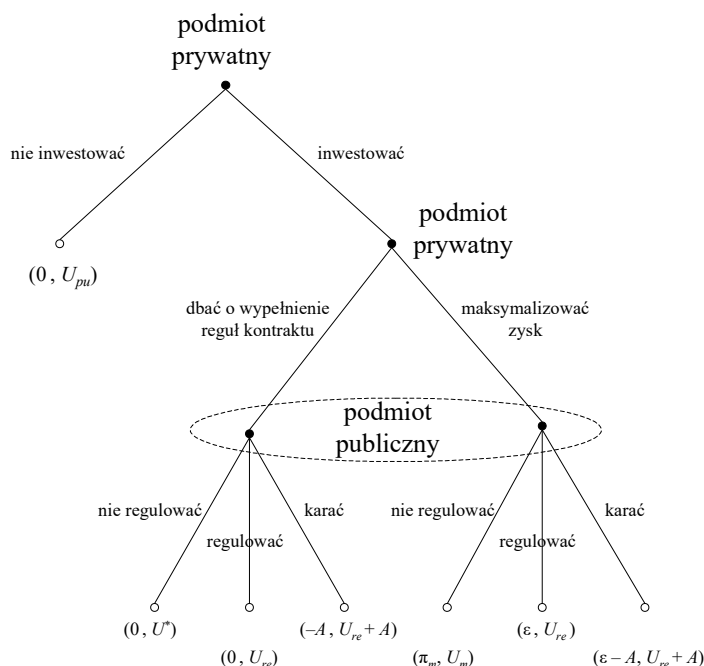 podmiot
prywatny
nie inwestować
inwestować
podmiot
prywatny
(0 , U_pu)
dbać o wypełnienie
reguł kontraktu
maksymalizować
zysk
podmiot
publiczny
nie regulować
karać
nie regulować
karać
regulować
regulować
(0 , U*)
(–A , U_re + A)
(ε , U_re)
(0 , U_re)
(π_m , U_m)
(ε – A , U_re + A)